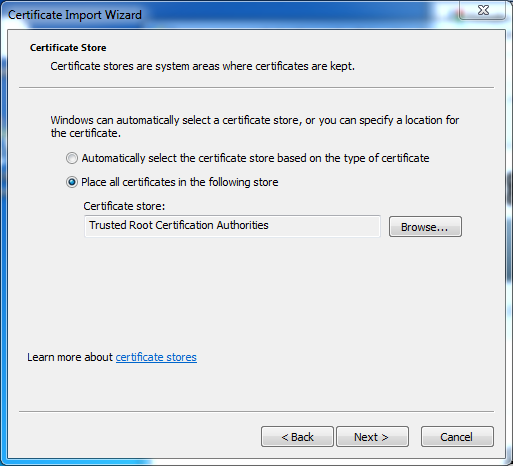 Certificate Import Wizard
Certificate Store
Certificate stores are system areas where certificates are kept.
Windows can automatically select a certificate store, or you can specify a location for
the certificate.
Automatically select the certificate store based on the type of certificate
Place all certificates in the following store
Certificate store:
Trusted Root Certification Authorities
Browse...
Learn more about certificate stores
< Back
Next >
Cancel